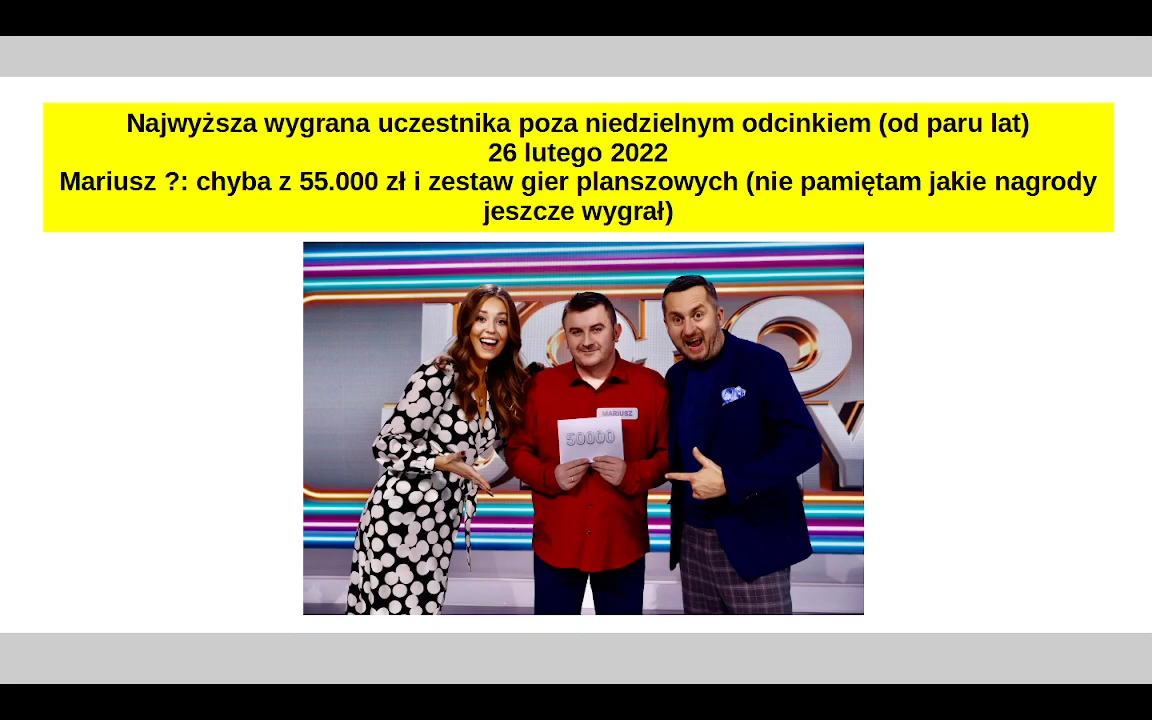 Najwyższa wygrana uczestnika poza niedzielnym odcinkiem (od paru lat)
26 lutego 2022
Mariusz ?: chyba z 55.000 zł i zestaw gier planszowych (nie pamiętam jakie nagrody
jeszcze wygrał)
KOŁO
MARIUSZ
50000